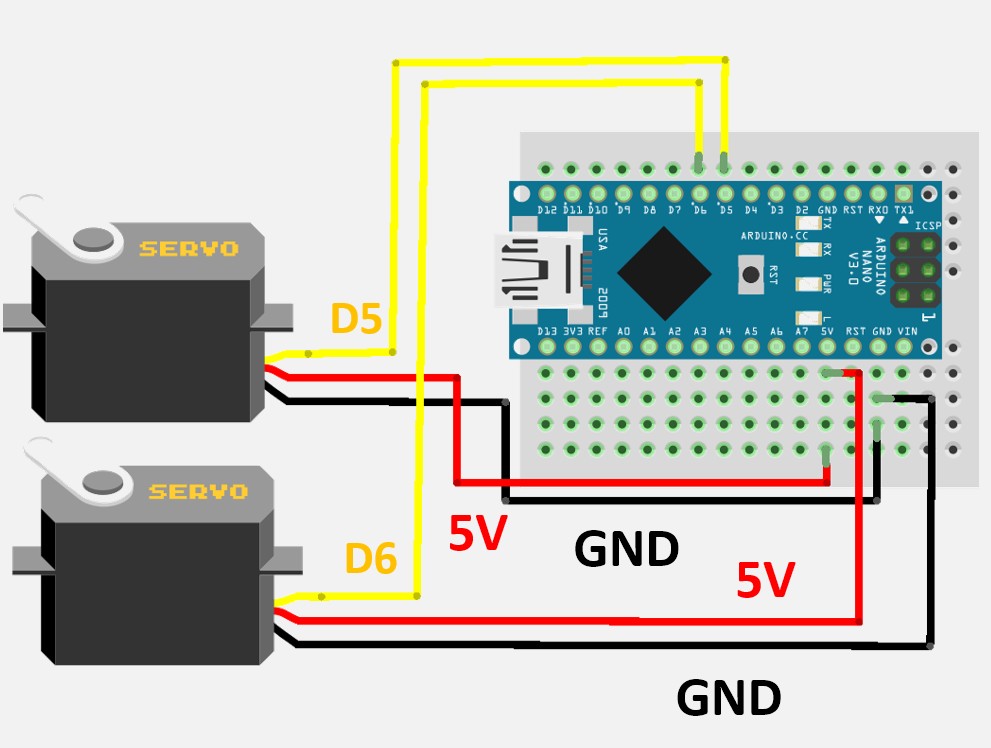 D12 D11 D10 D9 D8 D7 D6 D5 D4 D3 D2 GND RST RX0 TX1
ICSP
TX
RX
PWR
L
USA
2009
ARDUINO.CC
RST
ARDUINO
NANO
V3.0
1
D13 3V3 REF A0 A1 A2 A3 A4 A5 A6 A7 5V RST GND VIN
SERVO
D5
SERVO
5V
GND
D6
5V
GND